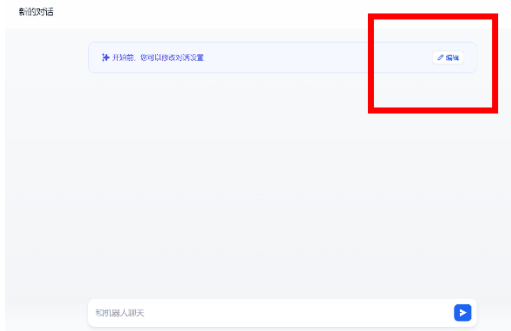 新的对话
开始前，您可以修改对话设置
编辑
和机器人聊天